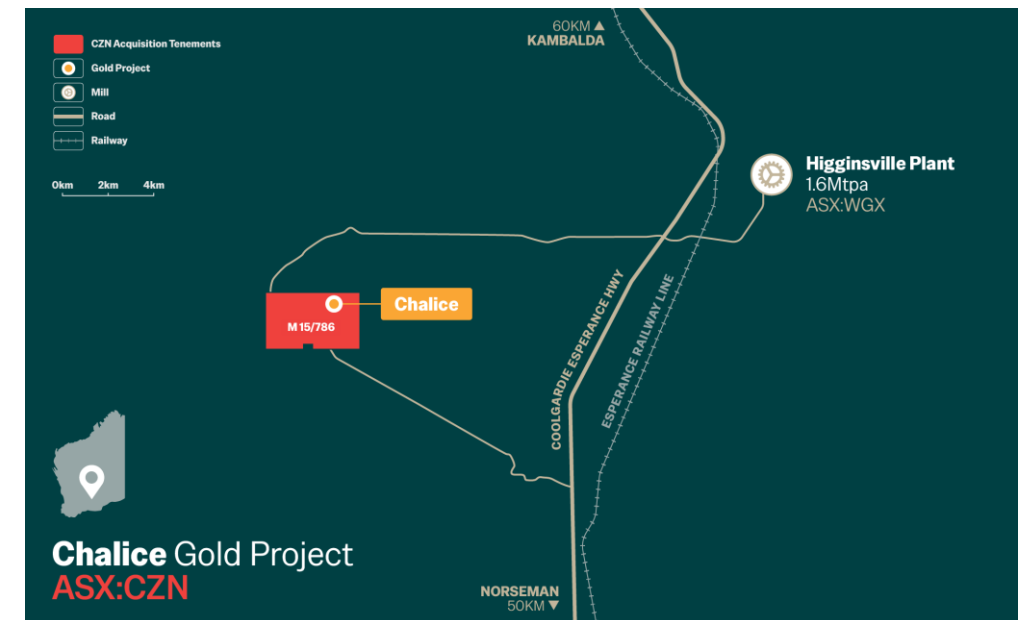 CZN Acquisition Tenements
Gold Project
Mill
Road
Railway
0km 2km 4km
60KM ▲
KAMBALDA
Higginsville Plant
1.6Mtpa
ASX:WGX
Chalice
M 15/786
COOLGARDIE ESPERANCE HWY
ESPERANCE RAILWAY LINE
Chalice Gold Project
ASX:CZN
NORSEMAN
50KM ▼